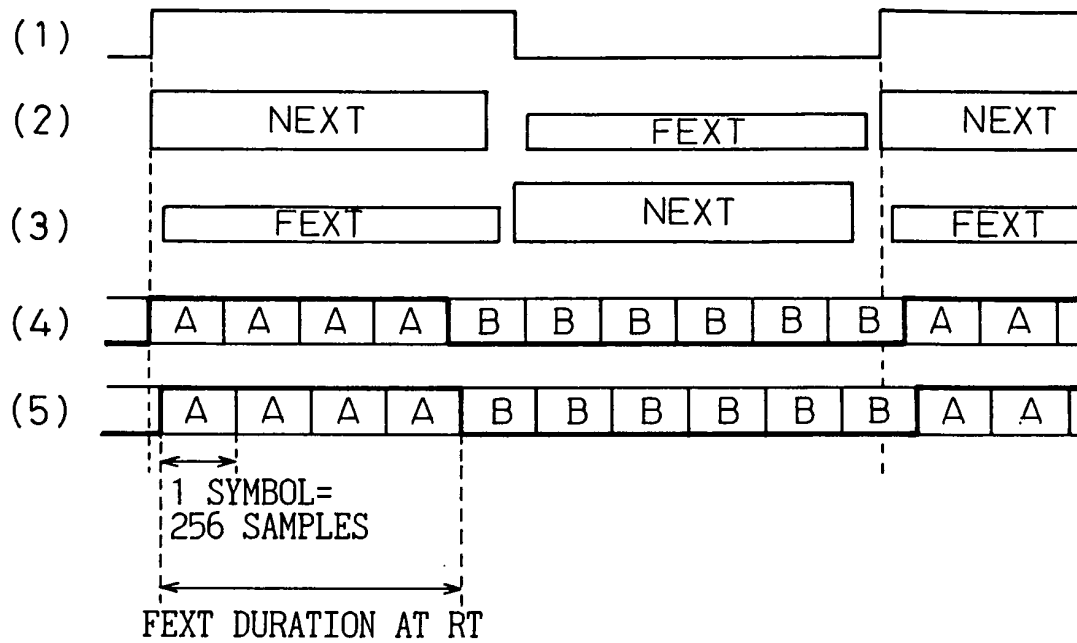 (1)
(2) NEXT FEXT NEXT
(3) FEXT NEXT FEXT
(4) A A A A B B B B B B A A
(5) A A A A B B B B B B A A
1 SYMBOL=
256 SAMPLES
FEXT DURATION AT RT